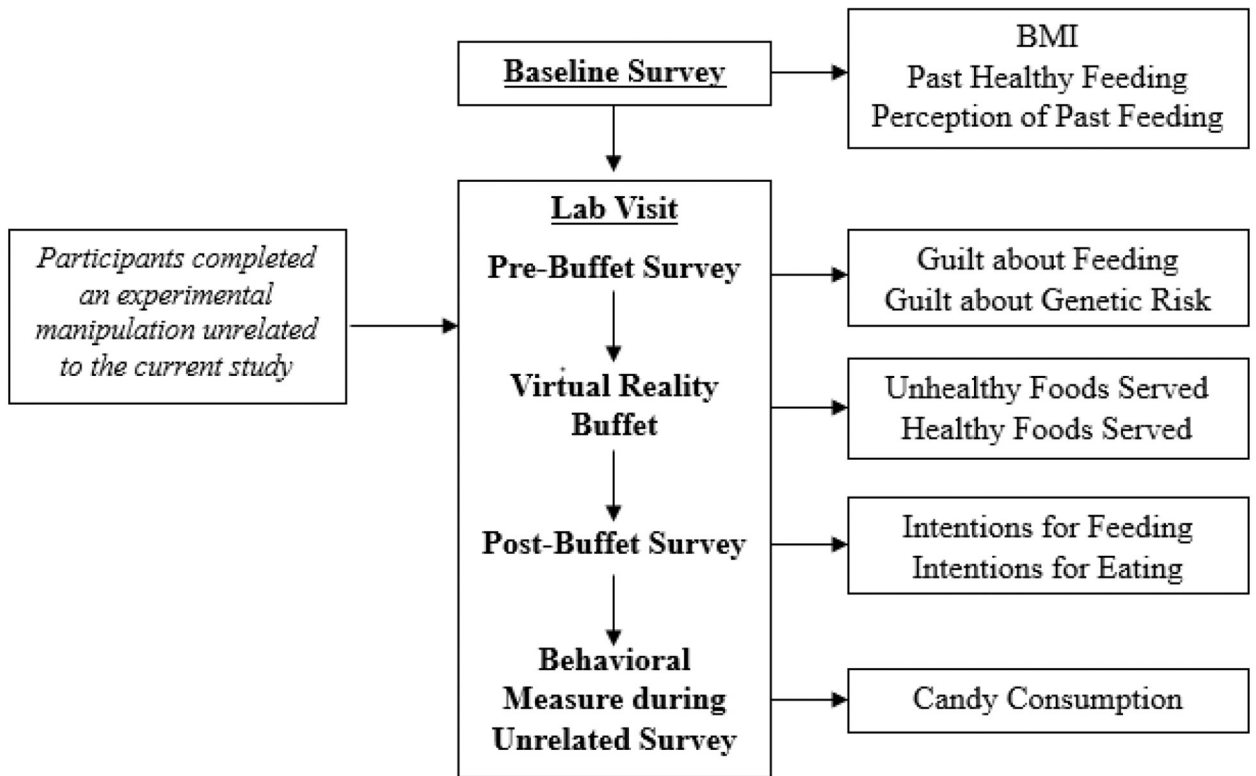 Baseline Survey
BMI
Past Healthy Feeding
Perception of Past Feeding
Participants completed
an experimental
manipulation unrelated
to the current study
Lab Visit
Pre-Buffet Survey
Guilt about Feeding
Guilt about Genetic Risk
Virtual Reality
Buffet
Unhealthy Foods Served
Healthy Foods Served
Post-Buffet Survey
Intentions for Feeding
Intentions for Eating
Behavioral
Measure during
Unrelated Survey
Candy Consumption